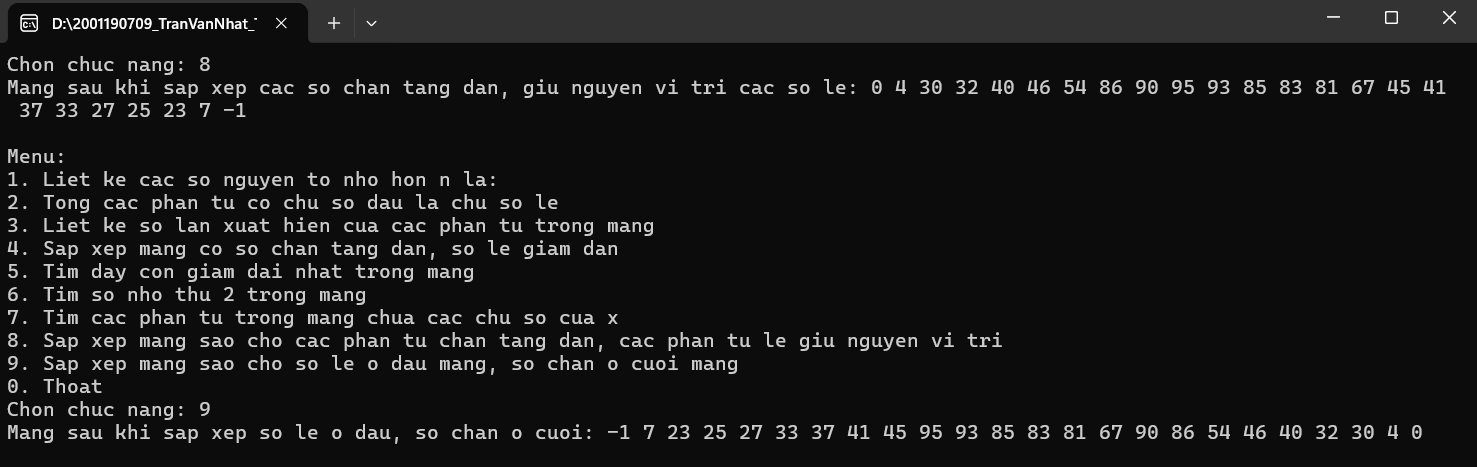 D:\2001190709_TranVanNhat_
Chon chuc nang: 8
Mang sau khi sap xep cac so chan tang dan, giu nguyen vi tri cac so le: 0 4 30 32 40 46 54 86 90 95 93 85 83 81 67 45 41
37 33 27 25 23 7 -1
Menu:
1. Liet ke cac so nguyen to nho hon n la:
2. Tong cac phan tu co chu so dau la chu so le
3. Liet ke so lan xuat hien cua cac phan tu trong mang
4. Sap xep mang co so chan tang dan, so le giam dan
5. Tim day con giam dai nhat trong mang
6. Tim so nho thu 2 trong mang
7. Tim cac phan tu trong mang chua cac chu so cua x
8. Sap xep mang sao cho cac phan tu chan tang dan, cac phan tu le giu nguyen vi tri
9. Sap xep mang sao cho so le o dau mang, so chan o cuoi mang
0. Thoat
Chon chuc nang: 9
Mang sau khi sap xep so le o dau, so chan o cuoi: -1 7 23 25 27 33 37 41 45 95 93 85 83 81 67 90 86 54 46 40 32 30 4 0